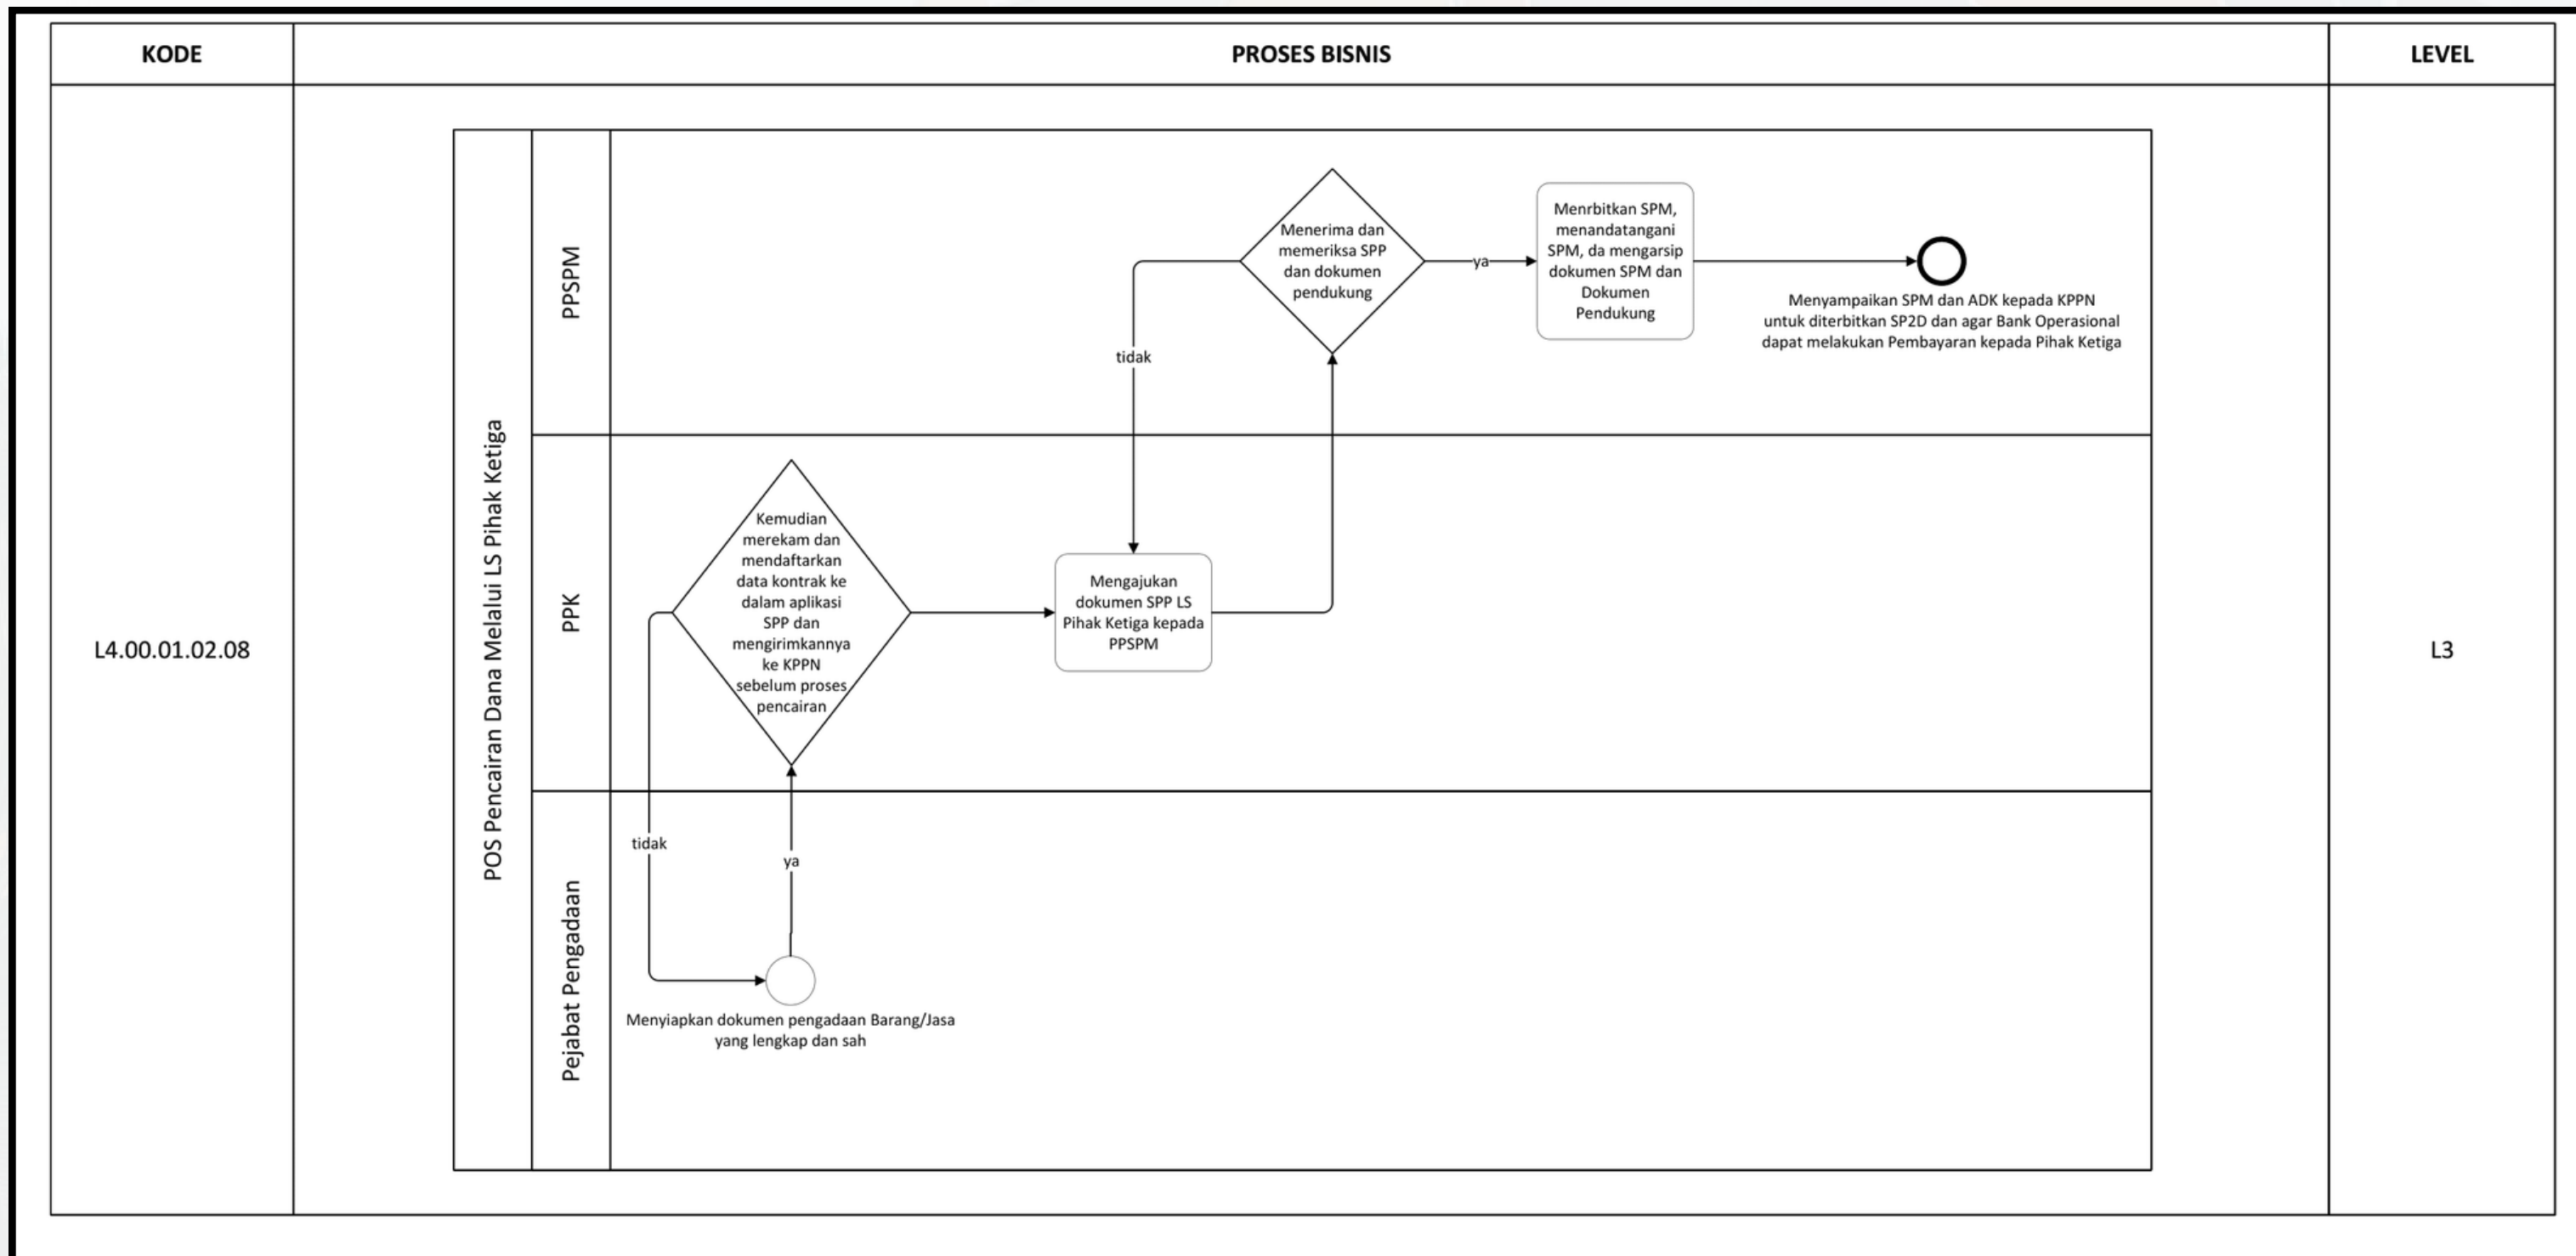 KODE
PROSES BISNIS
LEVEL
L4.00.01.02.08
POS Pencairan Dana Melalui LS Pihak Ketiga
PPSPM
Menerima dan
memeriksa SPP
dan dokumen
pendukung
ya
Menrbitkan SPM,
menandatangani
SPM, da mengarsip
dokumen SPM dan
Dokumen
Pendukung
Menyampaikan SPM dan ADK kepada KPPN
untuk diterbitkan SP2D dan agar Bank Operasional
dapat melakukan Pembayaran kepada Pihak Ketiga
tidak
PPK
Kemudian
merekam dan
mendaftarkan
data kontrak ke
dalam aplikasi
SPP dan
mengirimkannya
ke KPPN
sebelum proses
pencairan
Mengajukan
dokumen SPP LS
Pihak Ketiga kepada
PPSPM
Pejabat Pengadaan
tidak
ya
Menyiapkan dokumen pengadaan Barang/Jasa
yang lengkap dan sah
L3